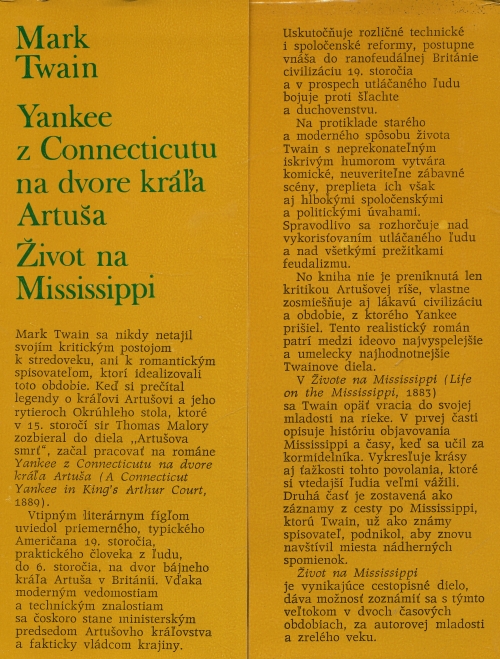 Mark
Twain
Yankee
z Connecticutu
na dvore kráľa
Artuša
Život na
Mississippi
Mark Twain sa nikdy netajil
svojím kritickým postojom
k stredoveku, ani k romantickým
spisovateľom, ktorí idealizovali
toto obdobie. Keď si prečítal
legendy o kráľovi Artušovi a jeho
rytieroch Okrúhleho stola, ktoré
v 15. storočí sir Thomas Malory
zozbieral do diela „Artušova
smrť“, začal pracovať na románe
Yankee z Connecticutu na dvore
kráľa Artuša (A Connecticut
Yankee in King's Arthur Court,
1889).
Vtipným literárnym fígľom
uviedol priemerného, typického
Američana 19. storočia,
praktického človeka z ľudu,
do 6. storočia, na dvor bájneho
kráľa Artuša v Británii. Vďaka
moderným vedomostiam
a technickým znalostiam
sa čoskoro stane ministerským
predsedom Artušovho kráľovstva
a fakticky vládcom krajiny.
Uskutočňuje rozličné technické
i spoločenské reformy, postupne
vnáša do ranofeudálnej Británie
civilizáciu 19. storočia
a v prospech utláčaného ľudu
bojuje proti šľachte
a duchovenstvu.
Na protiklade starého
a moderného spôsobu života
Twain s neprekonateľným
iskrivým humorom vytvára
komické, neuveriteľne zábavné
scény, preplieta ich však
aj hlbokými spoločenskými
a politickými úvahami.
Spravodlivo sa rozhorčuje nad
vykorisťovaním utláčaného ľudu
a nad všetkými prežitkami
feudalizmu.
No kniha nie je preniknutá len
kritikou Artušovej ríše, vlastne
zosmiešňuje aj lákavú civilizáciu
a obdobie, z ktorého Yankee
prišiel. Tento realistický román
patrí medzi ideovo najvyspelejšie
a umelecky najhodnotnejšie
Twainove diela.
V Živote na Mississippi (Life
on the Mississippi, 1883)
sa Twain opäť vracia do svojej
mladosti na rieke. V prvej časti
opisuje históriu objavovania
Mississippi a časy, keď sa učil za
kormidelníka. Vykresľuje krásy
aj ťažkosti tohto povolania, ktoré
si vtedajší ľudia veľmi vážili.
Druhá časť je zostavená ako
záznamy z cesty po Mississippi,
ktorú Twain, už ako známy
spisovateľ, podnikol, aby znovu
navštívil miesta nádherných
spomienok.
Život na Mississippi
je vynikajúce cestopisné dielo,
dáva možnosť zoznámiť sa s týmto
veľtokom v dvoch časových
obdobiach, za autorovej mladosti
a zrelého veku.